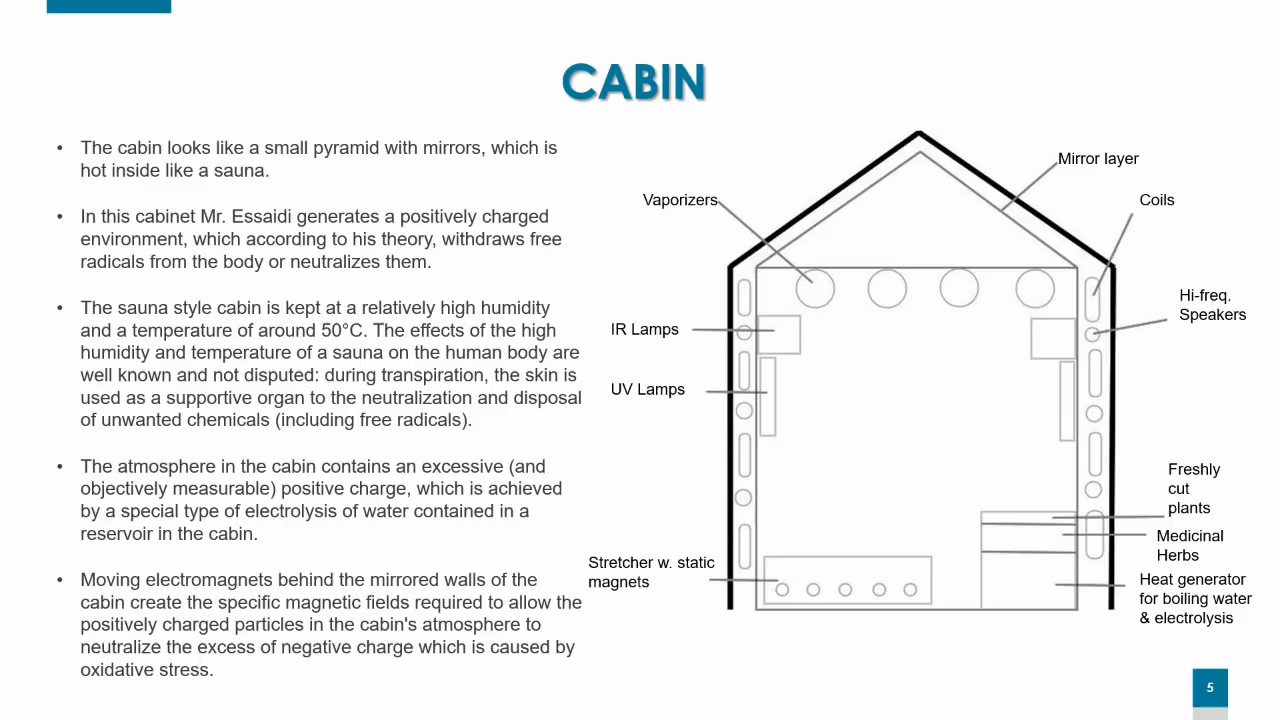 CABIN
• The cabin looks like a small pyramid with mirrors, which is
hot inside like a sauna.
• In this cabinet Mr. Essaidi generates a positively charged
environment, which according to his theory, withdraws free
radicals from the body or neutralizes them.
• The sauna style cabin is kept at a relatively high humidity
and a temperature of around 50°C. The effects of the high
humidity and temperature of a sauna on the human body are
well known and not disputed: during transpiration, the skin is
used as a supportive organ to the neutralization and disposal
of unwanted chemicals (including free radicals).
• The atmosphere in the cabin contains an excessive (and
objectively measurable) positive charge, which is achieved
by a special type of electrolysis of water contained in a
reservoir in the cabin.
• Moving electromagnets behind the mirrored walls of the
cabin create the specific magnetic fields required to allow the
positively charged particles in the cabin's atmosphere to
neutralize the excess of negative charge which is caused by
oxidative stress.
Mirror layer
Vaporizers
Coils
Hi-freq.
Speakers
IR Lamps
UV Lamps
Freshly
cut
plants
Medicinal
Herbs
Stretcher w. static
magnets
Heat generator
for boiling water
& electrolysis
5